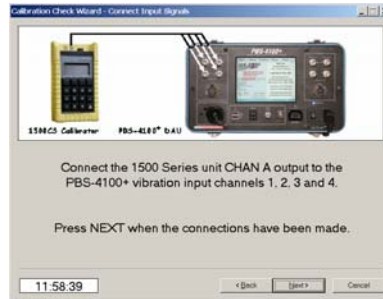 Calibration Check Wizard - Connect Input Signals
PBS-4100+
1500CS Calibrator
PBS-4100+ DAU
Connect the 1500 Series unit CHAN A output to the
PBS-4100+ vibration input channels 1, 2, 3 and 4.
Press NEXT when the connections have been made.
11:58:39
< Back
Next >
Cancel